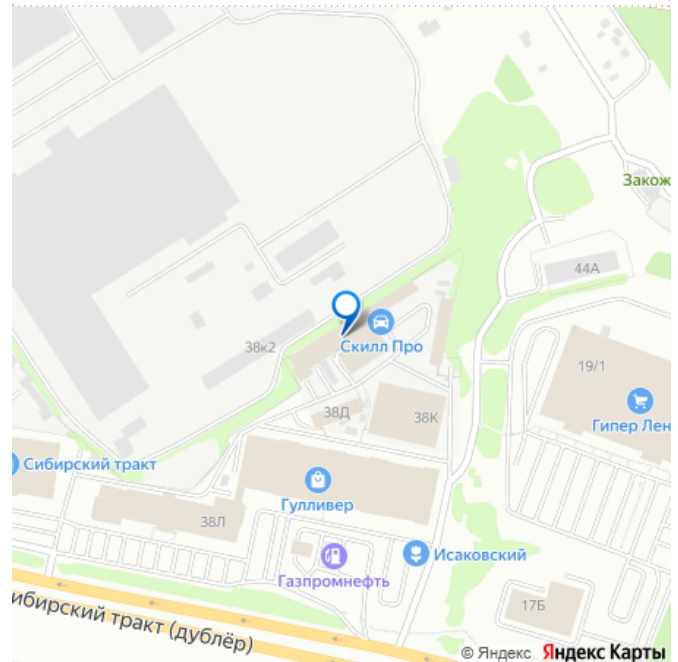 Закож
44А
38к2
Скилл Про
19/1
38Д
38К
Гипер Лен
Сибирский тракт
Гулливер
38Л
Исаковский
Газпромнефть
17Б
ибирский тракт (дублёр)
© Яндекс Яндекс Карты